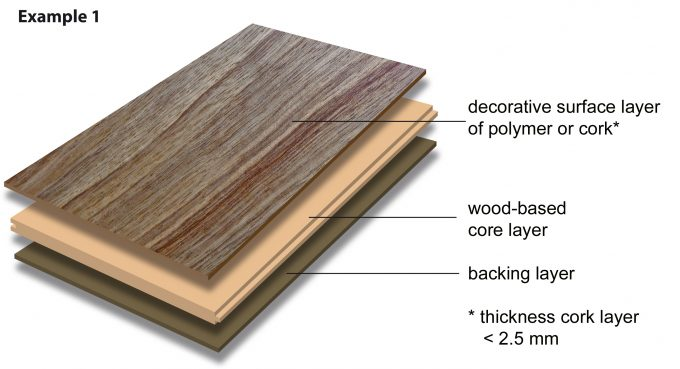 Example 1
decorative surface layer
of polymer or cork*
wood-based
core layer
backing layer
* thickness cork layer
< 2.5 mm